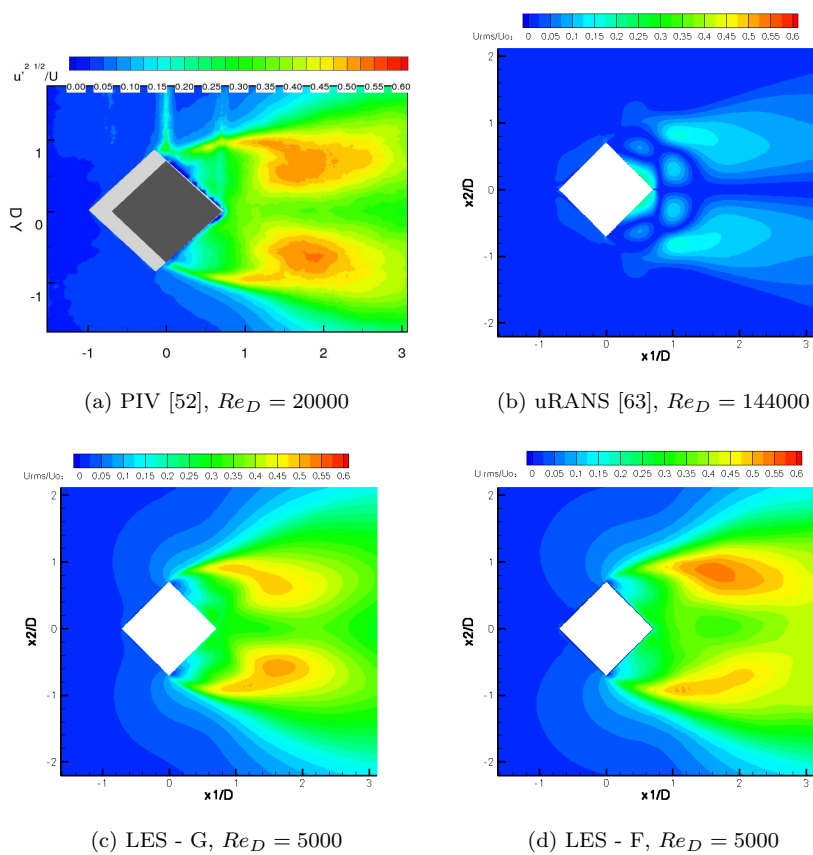 u'² ¹/²/U
0.00 0.05 0.10 0.15 0.20 0.25 0.30 0.35 0.40 0.45 0.50 0.55 0.60
1
0
-1
D Y
-1 0 1 2 3
(a) PIV [52], Re_D = 20000
Urms/Uo: 0 0.05 0.1 0.15 0.2 0.25 0.3 0.35 0.4 0.45 0.5 0.55 0.6
2
1
0
-1
-2
x2/D
-1 0 1 2 3
x1/D
(b) uRANS [63], Re_D = 144000
Urms/Uo: 0 0.05 0.1 0.15 0.2 0.25 0.3 0.35 0.4 0.45 0.5 0.55 0.6
2
1
0
-1
-2
x2/D
-1 0 1 2 3
x1/D
(c) LES - G, Re_D = 5000
Urms/Uo: 0 0.05 0.1 0.15 0.2 0.25 0.3 0.35 0.4 0.45 0.5 0.55 0.6
2
1
0
-1
-2
x2/D
-1 0 1 2 3
x1/D
(d) LES - F, Re_D = 5000